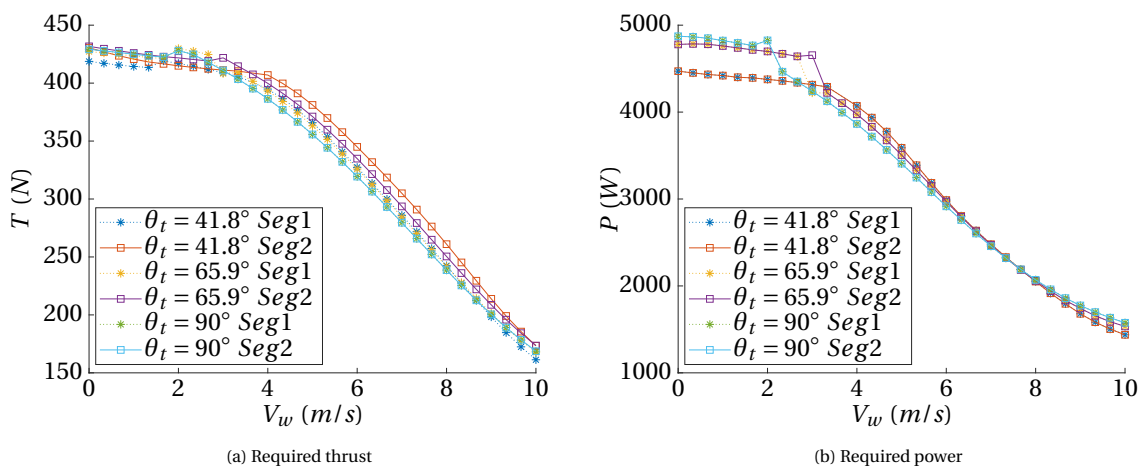 450
400
350
300
250
200
150
T (N)
0
2
4
6
8
10
V_w (m/s)
θ_t = 41.8° Seg1
θ_t = 41.8° Seg2
θ_t = 65.9° Seg1
θ_t = 65.9° Seg2
θ_t = 90° Seg1
θ_t = 90° Seg2
(a) Required thrust
5000
4000
3000
2000
1000
P (W)
0
2
4
6
8
10
V_w (m/s)
θ_t = 41.8° Seg1
θ_t = 41.8° Seg2
θ_t = 65.9° Seg1
θ_t = 65.9° Seg2
θ_t = 90° Seg1
θ_t = 90° Seg2
(b) Required power